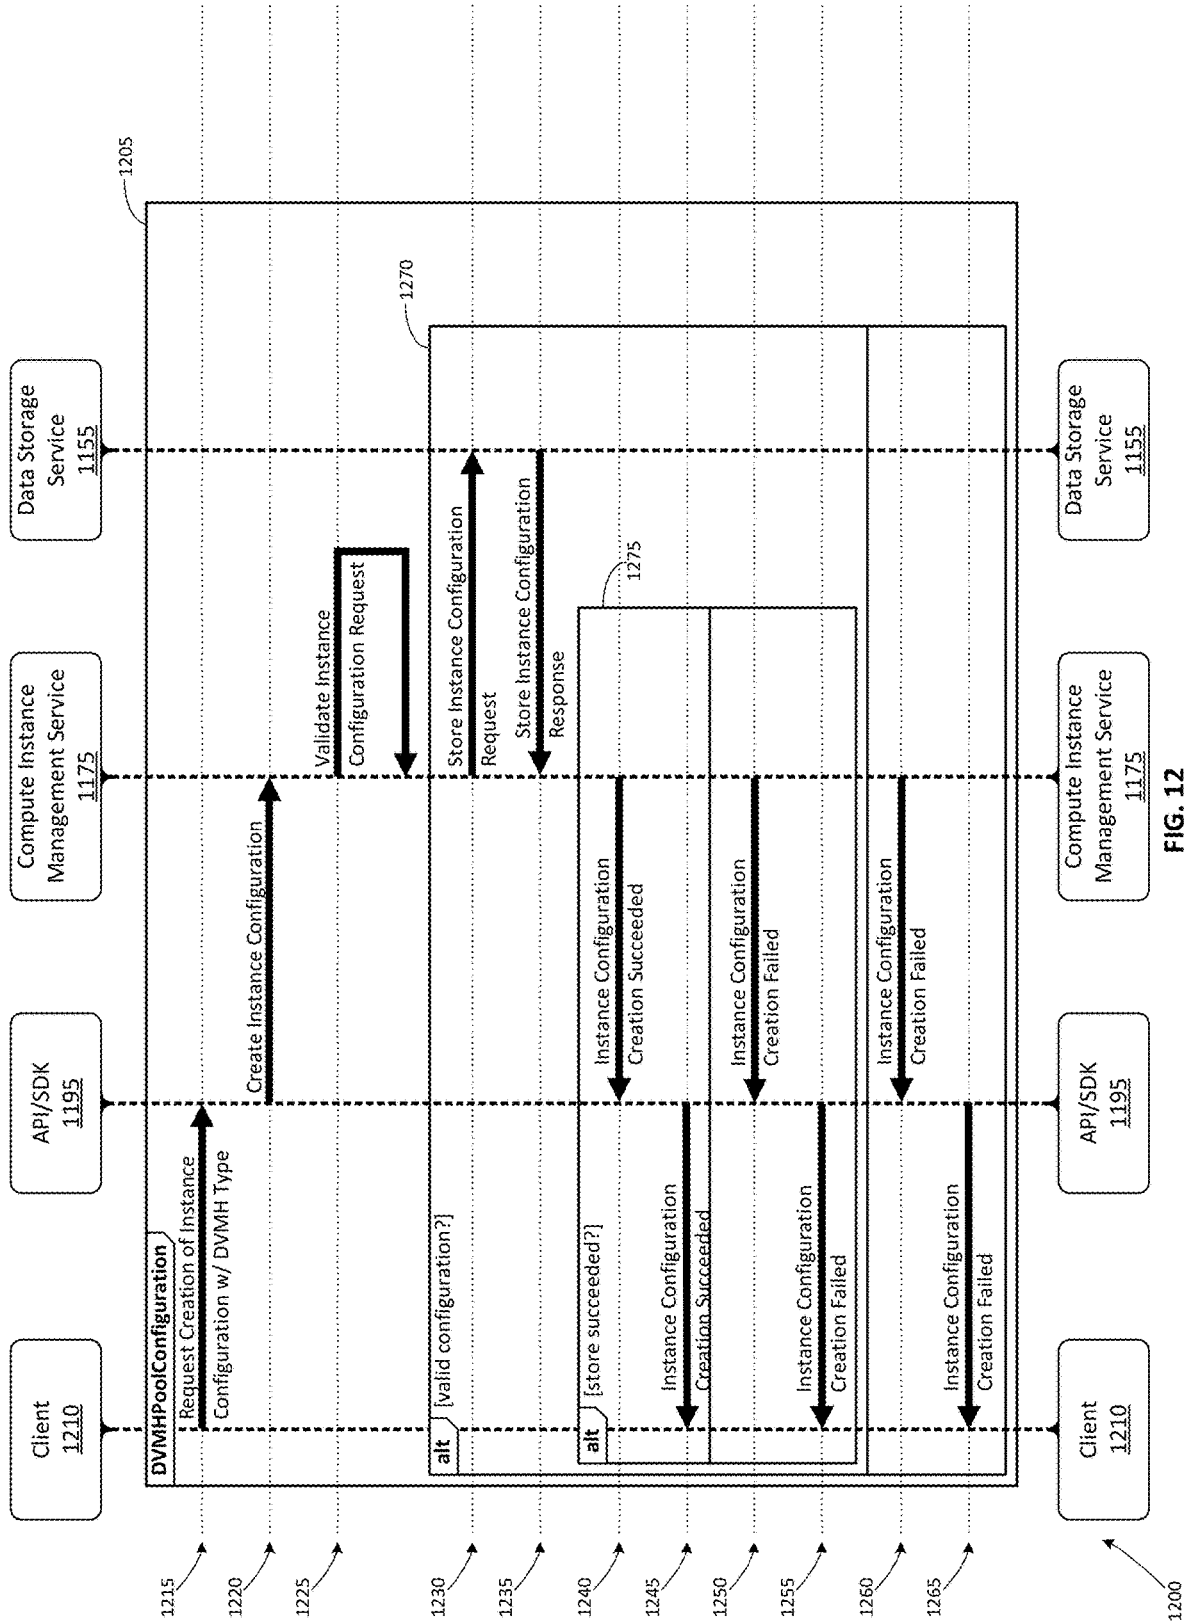 Client
1210
API/SDK
1195
Compute Instance
Management Service
1175
Data Storage
Service
1155
1205
DVMHPoolConfiguration
1215
Request Creation of Instance
Configuration w/ DVMH Type
1220
Create Instance Configuration
1225
Validate Instance
Configuration Request
1270
alt
[valid configuration?]
1230
Store Instance Configuration
Request
1235
Store Instance Configuration
Response
1275
alt
[store succeeded?]
1240
Instance Configuration
Creation Succeeded
1245
Instance Configuration
Creation Succeeded
1250
Instance Configuration
Creation Failed
1255
Instance Configuration
Creation Failed
1260
Instance Configuration
Creation Failed
1265
Instance Configuration
Creation Failed
Client
1210
API/SDK
1195
Compute Instance
Management Service
1175
Data Storage
Service
1155
1200
FIG. 12